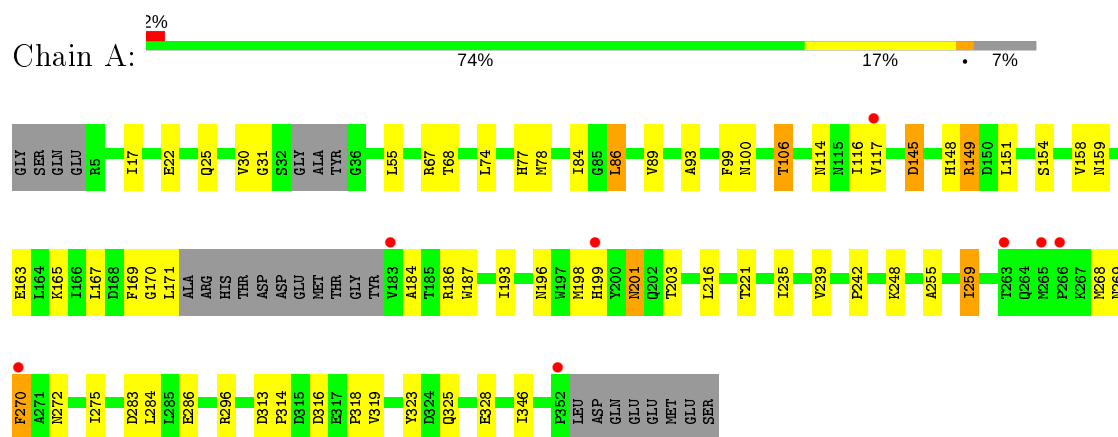 2%
Chain A:
74% 17% • 7%
GLY SER GLN GLU R5 I17 E22 Q25 V30 G31 S32 GLY ALA TYR G36 L55 R67 T68 L74 H77 M78 I84 G85 L86 V89 A93 F99 N100 T106 N114 N115 I116 V117 D145 H148 R149 D150 L151 S154 V158 N159
E163 L164 K165 I166 L167 D168 F169 G170 L171 ALA ARG HIS THR ASP ASP GLU MET THR GLY TYR V183 A184 T185 R186 W187 I193 N196 W197 M198 H199 Y200 N201 Q202 T203 L216 T221 I235 V239 P242 K248 A255 I259 T263 Q264 M265 P266 K267 M268 N269
F270 A271 N272 I275 D283 L284 L285 E286 R296 D313 P314 D315 D316 E317 P318 V319 Y323 D324 Q325 E328 I346 P352 LEU ASP GLN GLU GLU MET GLU SER